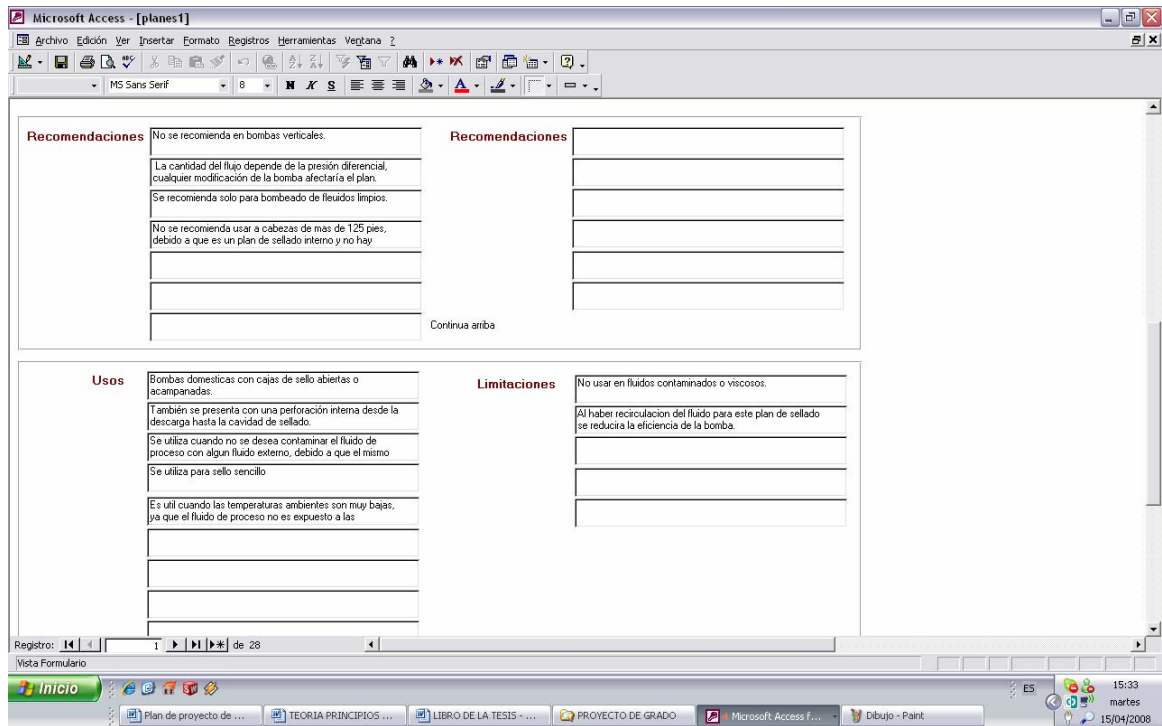 Microsoft Access - [planes1]
Archivo Edición Ver Insertar Formato Registros Herramientas Ventana ?
MS Sans Serif 8 N K S
Recomendaciones
No se recomienda en bombas verticales.
La cantidad del flujo depende de la presión diferencial,
cualquier modificación de la bomba afectaría el plan.
Se recomienda solo para bombeado de fleuidos limpios.
No se recomienda usar a cabezas de mas de 125 pies,
debido a que es un plan de sellado interno y no hay
Recomendaciones
Continua arriba
Usos
Bombas domesticas con cajas de sello abiertas o
acampanadas.
También se presenta con una perforación interna desde la
descarga hasta la cavidad de sellado.
Se utiliza cuando no se desea contaminar el fluido de
proceso con algun fluido externo, debido a que el mismo
Se utiliza para sello sencillo
Es util cuando las temperaturas ambientes son muy bajas,
ya que el fluido de proceso no es expuesto a las
Limitaciones
No usar en fluidos contaminados o viscosos.
Al haber recirculacion del fluido para este plan de sellado
se reducira la eficiencia de la bomba.
Registro: 1 de 28
Vista Formulario
Inicio
ES
15:33
martes
15/04/2008
Plan de proyecto de ...
TEORIA PRINCIPIOS ...
LIBRO DE LA TESIS - ...
PROYECTO DE GRADO
Microsoft Access f...
Dibujo - Paint